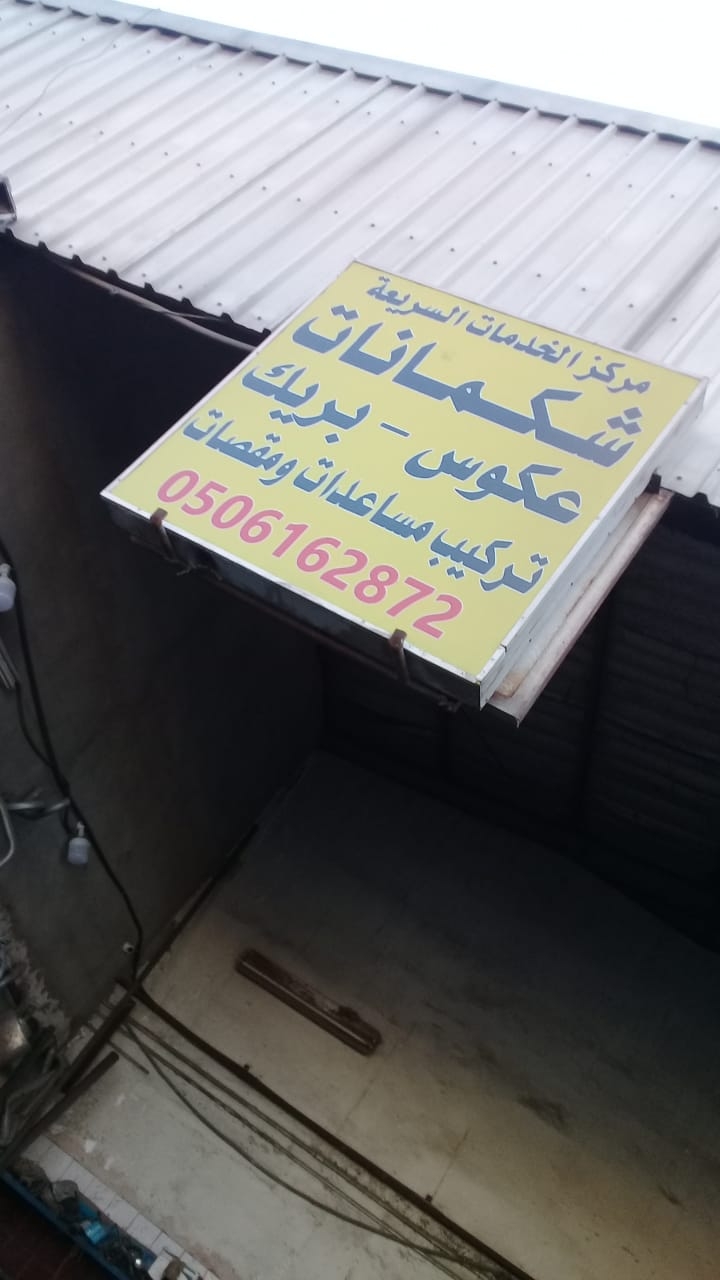 مركز الخدمات السريعة
شكمانات
عكوس - بريك
تركيب مساعدات ومقصات
0506162872